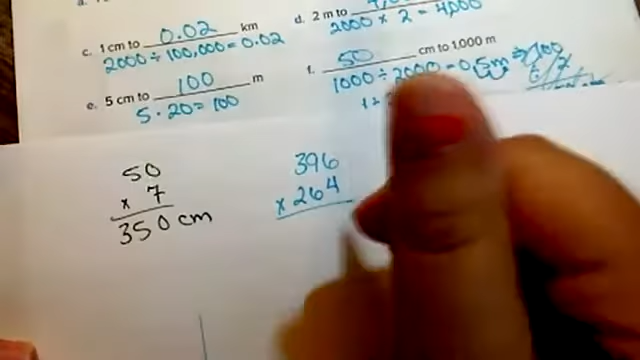 a.
c. 1 cm to 0.02 km
2000 ÷ 100,000 = 0.02
d. 2 m to
2000 × 2 = 4,000
e. 5 cm to 100 m
5 · 20 = 100
f. 50 cm to 1,000 m
1000 ÷ 2000 = 0.5m
50
x 7
350 cm
396
x 264